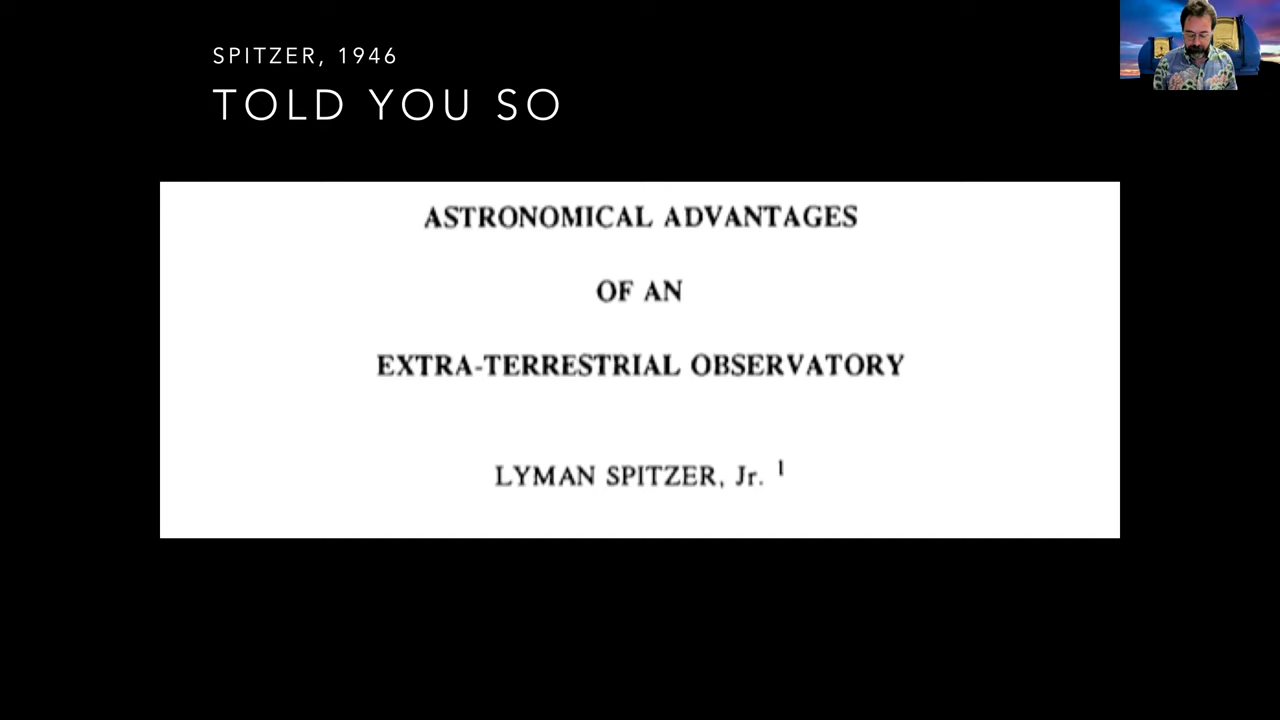 SPITZER, 1946
TOLD YOU SO
ASTRONOMICAL ADVANTAGES
OF AN
EXTRA-TERRESTRIAL OBSERVATORY
LYMAN SPITZER, Jr. 1